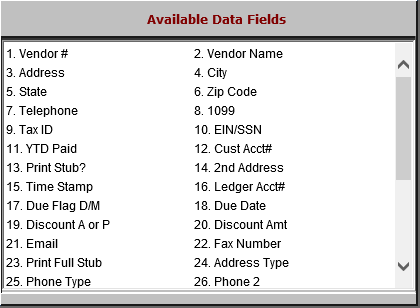 Available Data Fields
1. Vendor # 2. Vendor Name
3. Address 4. City
5. State 6. Zip Code
7. Telephone 8. 1099
9. Tax ID 10. EIN/SSN
11. YTD Paid 12. Cust Acct#
13. Print Stub? 14. 2nd Address
15. Time Stamp 16. Ledger Acct#
17. Due Flag D/M 18. Due Date
19. Discount A or P 20. Discount Amt
21. Email 22. Fax Number
23. Print Full Stub 24. Address Type
25. Phone Type 26. Phone 2